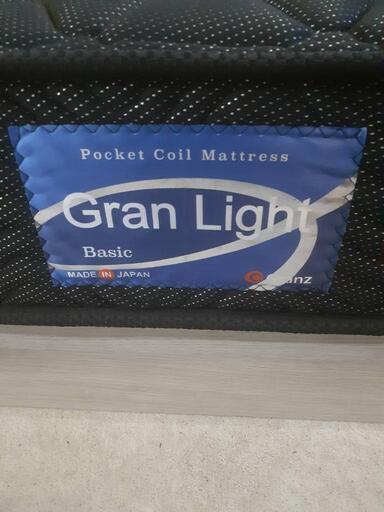 Pocket Coil Mattress
Gran Light
Basic
MADE IN JAPAN